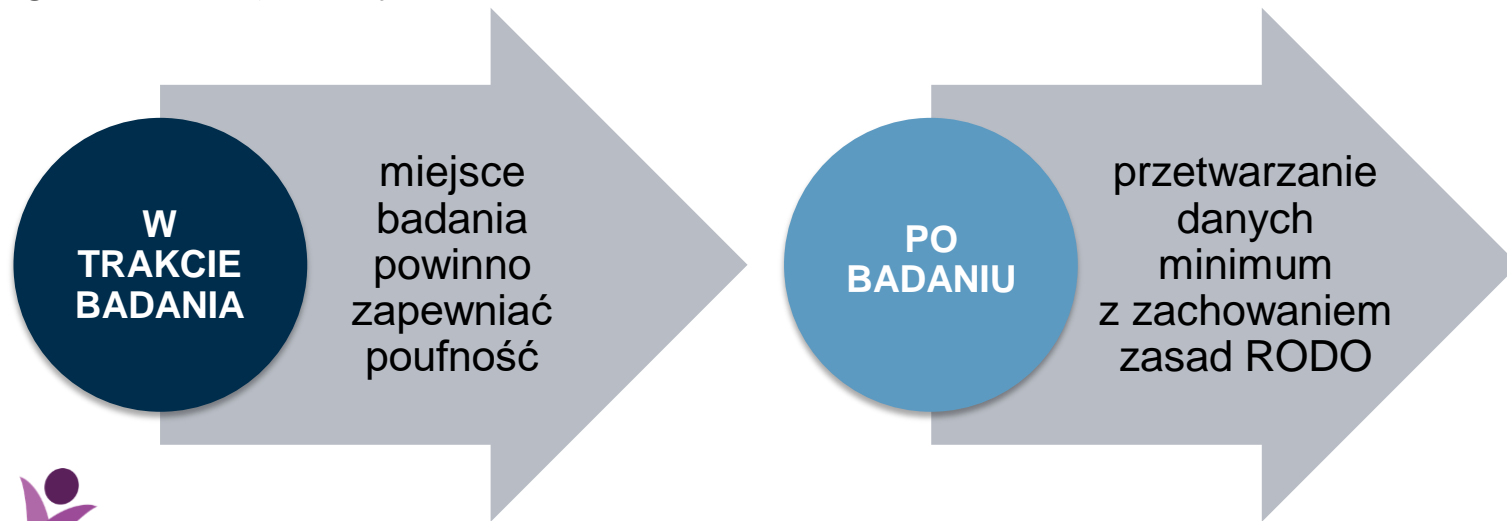 W
TRAKCIE
BADANIA
miejsce
badania
powinno
zapewniać
poufność
PO
BADANIU
przetwarzanie
danych
minimum
z zachowaniem
zasad RODO